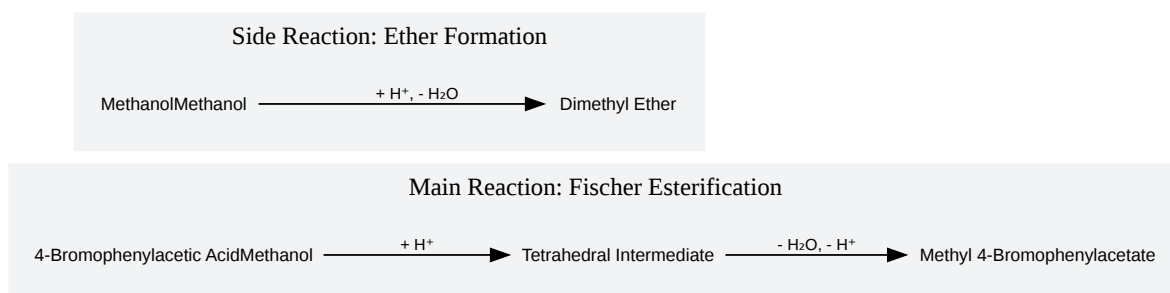 Side Reaction: Ether Formation
+ H⁺, - H₂O
MethanolMethanol
Dimethyl Ether
Main Reaction: Fischer Esterification
+ H⁺
- H₂O, - H⁺
4-Bromophenylacetic AcidMethanol
Tetrahedral Intermediate
Methyl 4-Bromophenylacetate